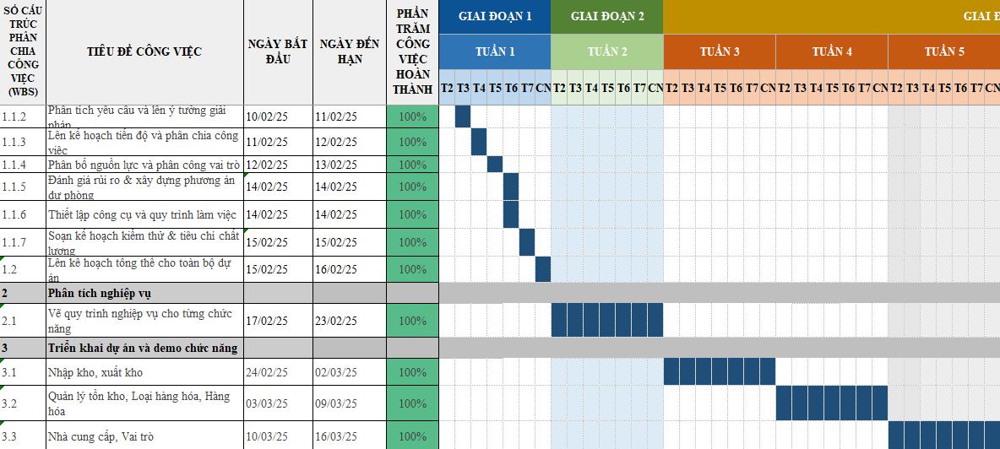 SỐ CẤU
TRÚC
PHÂN
CHIA
CÔNG
VIỆC
(WBS)
TIÊU ĐỀ CÔNG VIỆC
NGÀY BẮT
ĐẦU
NGÀY ĐẾN
HẠN
PHẦN
TRĂM
CÔNG
VIỆC
HOÀN
THÀNH
GIAI ĐOẠN 1
GIAI ĐOẠN 2
GIAI Đ
TUẦN 1
TUẦN 2
TUẦN 3
TUẦN 4
TUẦN 5
T2 T3 T4 T5 T6 T7 CN T2 T3 T4 T5 T6 T7 CN T2 T3 T4 T5 T6 T7 CN T2 T3 T4 T5 T6 T7 CN T2 T3 T4 T5 T6 T7
1.1.2 Phân tích yêu cầu và lên ý tưởng giải
pháp
10/02/25 11/02/25 100%
1.1.3 Lên kế hoạch tiến độ và phân chia công
việc
11/02/25 12/02/25 100%
1.1.4 Phân bổ nguồn lực và phân công vai trò 12/02/25 13/02/25 100%
1.1.5 Đánh giá rủi ro & xây dựng phương án
dự phòng
14/02/25 14/02/25 100%
1.1.6 Thiết lập công cụ và quy trình làm việc 14/02/25 14/02/25 100%
1.1.7 Soạn kế hoạch kiểm thử & tiêu chí chất
lượng
15/02/25 15/02/25 100%
1.2 Lên kế hoạch tổng thể cho toàn bộ dự
án
15/02/25 16/02/25 100%
2 Phân tích nghiệp vụ
2.1 Vẽ quy trình nghiệp vụ cho từng chức
năng
17/02/25 23/02/25 100%
3 Triển khai dự án và demo chức năng
3.1 Nhập kho, xuất kho 24/02/25 02/03/25 100%
3.2 Quản lý tồn kho, Loại hàng hóa, Hàng
hóa
03/03/25 09/03/25 100%
3.3 Nhà cung cấp, Vai trò 10/03/25 16/03/25 100%